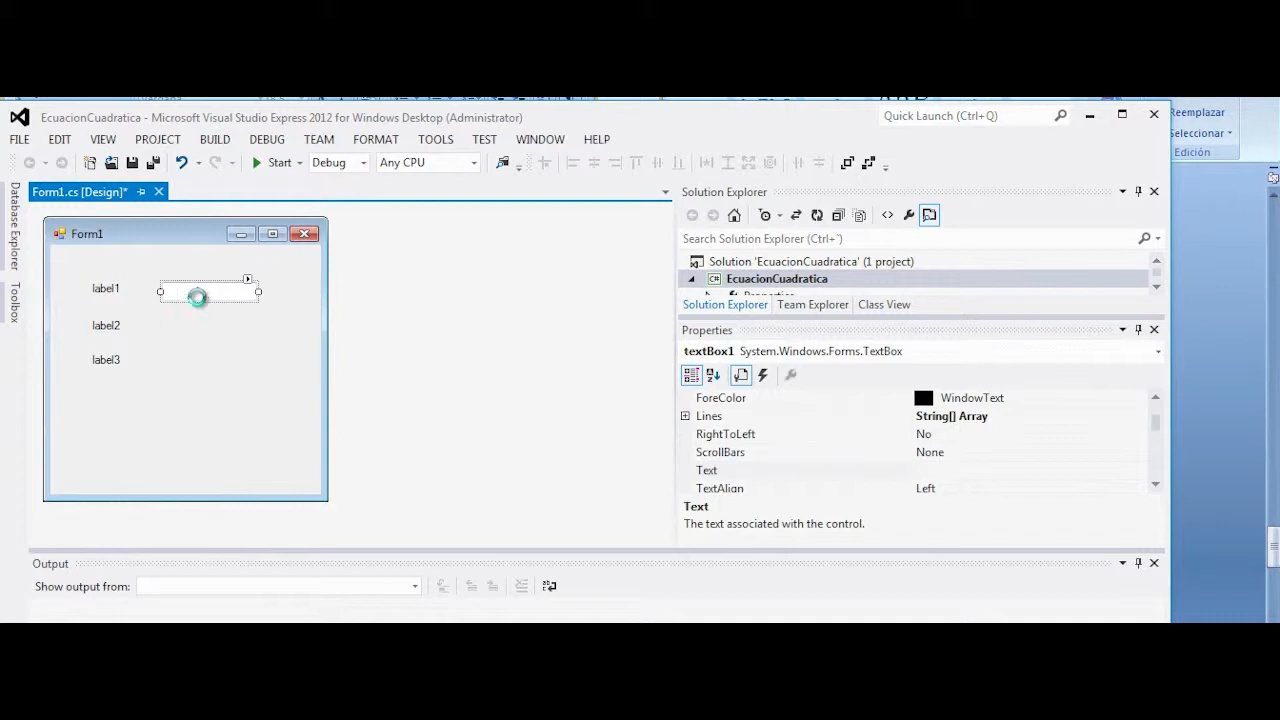 EcuacionCuadratica - Microsoft Visual Studio Express 2012 for Windows Desktop (Administrator)
Quick Launch (Ctrl+Q)
Reemplazar
FILE EDIT VIEW PROJECT BUILD DEBUG TEAM FORMAT TOOLS TEST WINDOW HELP
Seleccionar
Edición
Start Debug Any CPU
Form1.cs [Design]*
Solution Explorer
Database Explorer
Toolbox
Form1
label1
label2
label3
Search Solution Explorer (Ctrl+¨)
Solution 'EcuacionCuadratica' (1 project)
C# EcuacionCuadratica
Solution Explorer Team Explorer Class View
Properties
textBox1 System.Windows.Forms.TextBox
ForeColor WindowText
Lines String[] Array
RightToLeft No
ScrollBars None
Text
TextAlign Left
Text
The text associated with the control.
Output
Show output from: